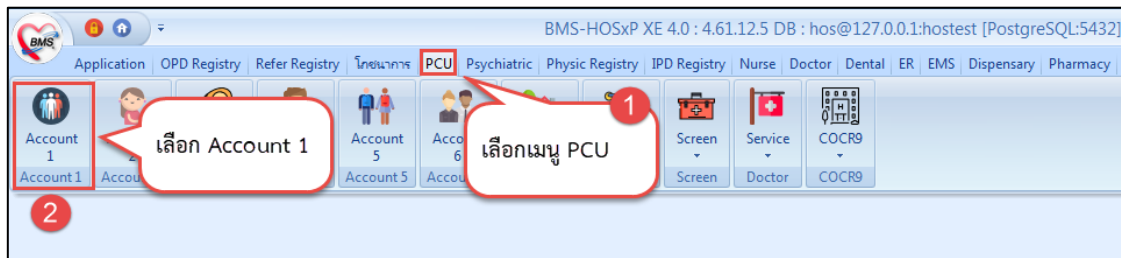 BMS
BMS-HOSxP XE 4.0 : 4.61.12.5 DB : hos@127.0.0.1:hostest [PostgreSQL:5432]
Application OPD Registry Refer Registry โภชนาการ PCU Psychiatric Physic Registry IPD Registry Nurse Doctor Dental ER EMS Dispensary Pharmacy
1
Account 1
เลือก Account 1
Account 5
เลือกเมนู PCU
Screen
Service
COCR9
Account 1
Account 5
Screen
Doctor
COCR9
2